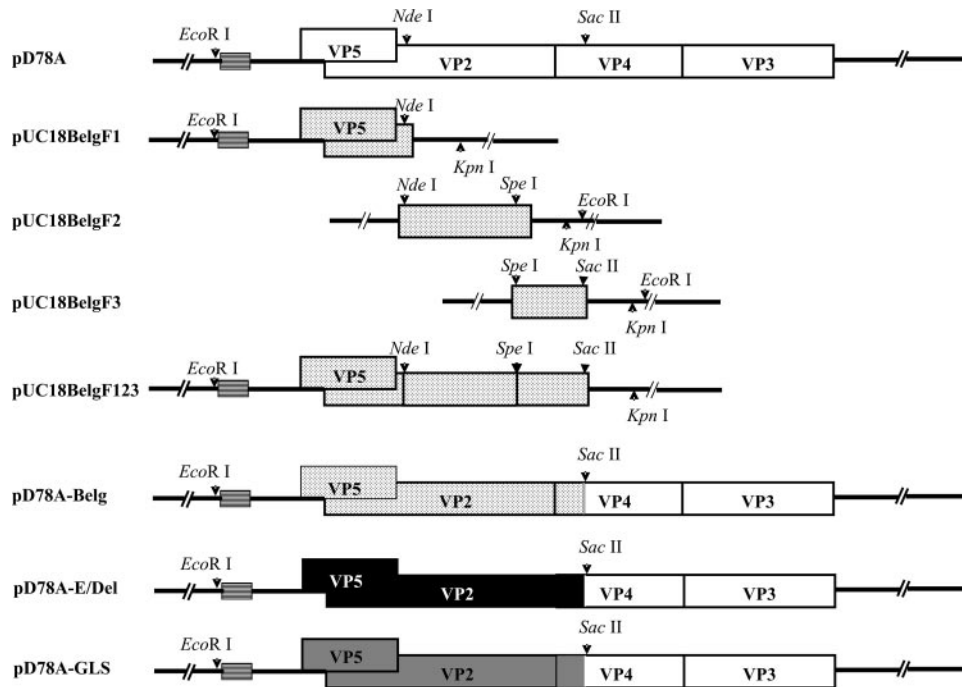 Nde I Sac II
EcoR I
pD78A VP5 VP2 VP4 VP3
EcoR I Nde I
pUC18BelgF1 VP5
Kpn I
Nde I Spe I EcoR I
pUC18BelgF2
Kpn I
Spe I Sac II EcoR I
pUC18BelgF3
Kpn I
Nde I Spe I Sac II
EcoR I
pUC18BelgF123 VP5
Kpn I
Sac II
EcoR I
pD78A-Belg VP5 VP2 VP4 VP3
Sac II
EcoR I
pD78A-E/Del VP5 VP2 VP4 VP3
Sac II
EcoR I
pD78A-GLS VP5 VP2 VP4 VP3